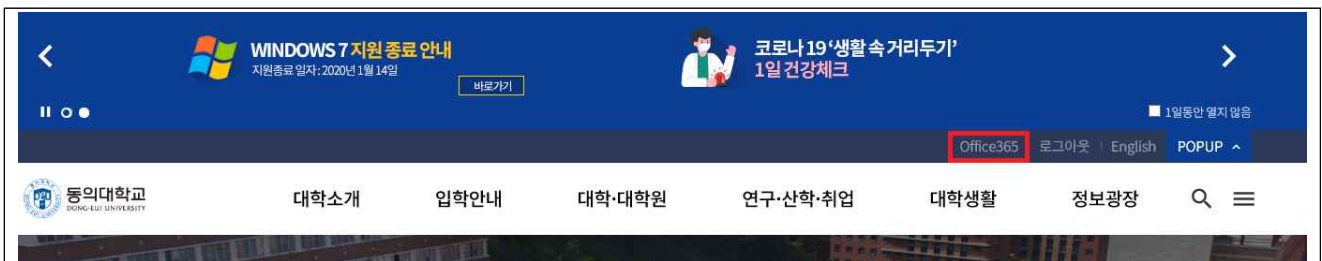 WINDOWS 7 지원 종료 안내
지원종료 일자 : 2020년 1월 14일
바로가기
코로나 19 ‘생활 속 거리두기’
1일 건강체크
1일동안 열지 않음
Office365 로그아웃 English POPUP
동의대학교
DONG-EUI UNIVERSITY
대학소개 입학안내 대학·대학원 연구·산학·취업 대학생활 정보광장